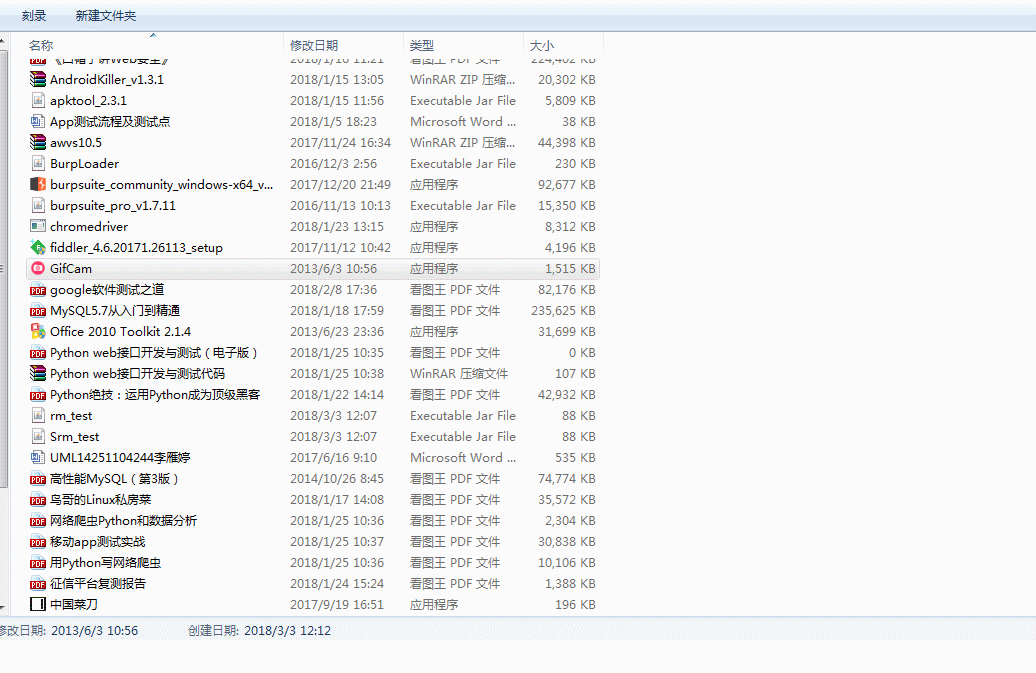 刻录 新建文件夹
名称 修改日期 类型 大小
《白帽子讲Web安全》 2018/1/16 11:21 看图王 PDF 文件 224,402 KB
AndroidKiller_v1.3.1 2018/1/15 13:05 WinRAR ZIP 压缩... 20,302 KB
apktool_2.3.1 2018/1/15 11:56 Executable Jar File 5,809 KB
App测试流程及测试点 2018/1/5 18:23 Microsoft Word ... 38 KB
awvs10.5 2017/11/24 16:34 WinRAR ZIP 压缩... 44,398 KB
BurpLoader 2016/12/3 2:56 Executable Jar File 230 KB
burpsuite_community_windows-x64_v... 2017/12/20 21:49 应用程序 92,677 KB
burpsuite_pro_v1.7.11 2016/11/13 10:13 Executable Jar File 15,350 KB
chromedriver 2018/1/23 13:15 应用程序 8,312 KB
fiddler_4.6.20171.26113_setup 2017/11/12 10:42 应用程序 4,196 KB
GifCam 2013/6/3 10:56 应用程序 1,515 KB
google软件测试之道 2018/2/8 17:36 看图王 PDF 文件 82,176 KB
MySQL5.7从入门到精通 2018/1/18 17:59 看图王 PDF 文件 235,625 KB
Office 2010 Toolkit 2.1.4 2013/6/23 23:36 应用程序 31,699 KB
Python web接口开发与测试（电子版） 2018/1/25 10:35 看图王 PDF 文件 0 KB
Python web接口开发与测试代码 2018/1/25 10:38 WinRAR 压缩文件 107 KB
Python绝技：运用Python成为顶级黑客 2018/1/22 14:14 看图王 PDF 文件 42,932 KB
rm_test 2018/3/3 12:07 Executable Jar File 88 KB
Srm_test 2018/3/3 12:07 Executable Jar File 88 KB
UML14251104244李雁婷 2017/6/16 9:10 Microsoft Word ... 535 KB
高性能MySQL（第3版） 2014/10/26 8:45 看图王 PDF 文件 74,774 KB
鸟哥的Linux私房菜 2018/1/17 14:08 看图王 PDF 文件 35,572 KB
网络爬虫Python和数据分析 2018/1/25 10:36 看图王 PDF 文件 2,304 KB
移动app测试实战 2018/1/25 10:37 看图王 PDF 文件 30,838 KB
用Python写网络爬虫 2018/1/25 10:36 看图王 PDF 文件 10,106 KB
征信平台复测报告 2018/1/24 15:24 看图王 PDF 文件 1,388 KB
中国菜刀 2017/9/19 16:51 应用程序 196 KB
修改日期: 2013/6/3 10:56 创建日期: 2018/3/3 12:12